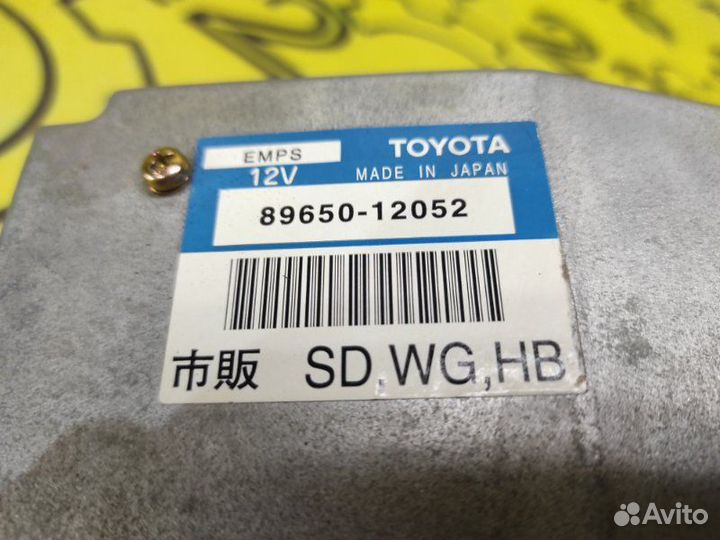 EMPS
TOYOTA
12V
MADE IN JAPAN
89650-12052
市販 SD,WG,HB
Avito